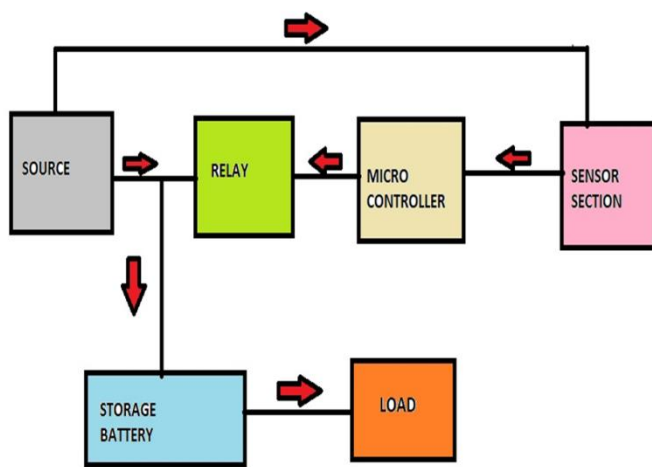 SOURCE
RELAY
MICRO
CONTROLLER
SENSOR
SECTION
STORAGE
BATTERY
LOAD